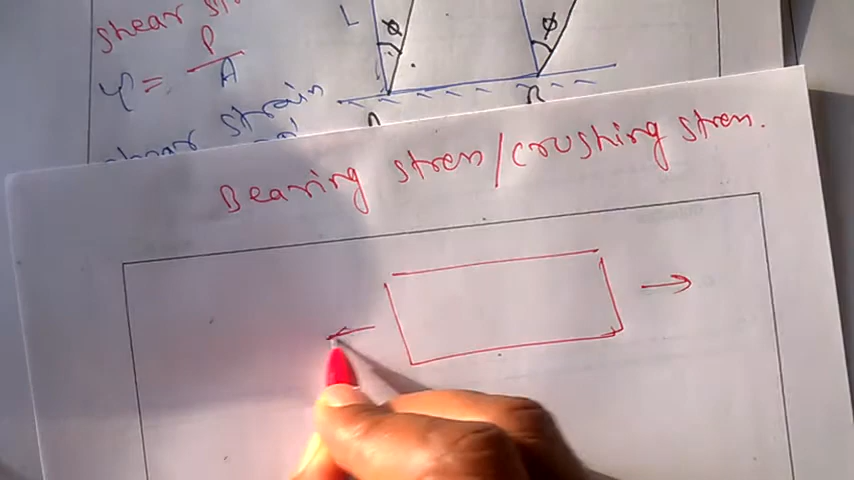 shear
φ = P/A
L
φ
φ
shear strain
Bearing stress/crushing stress.